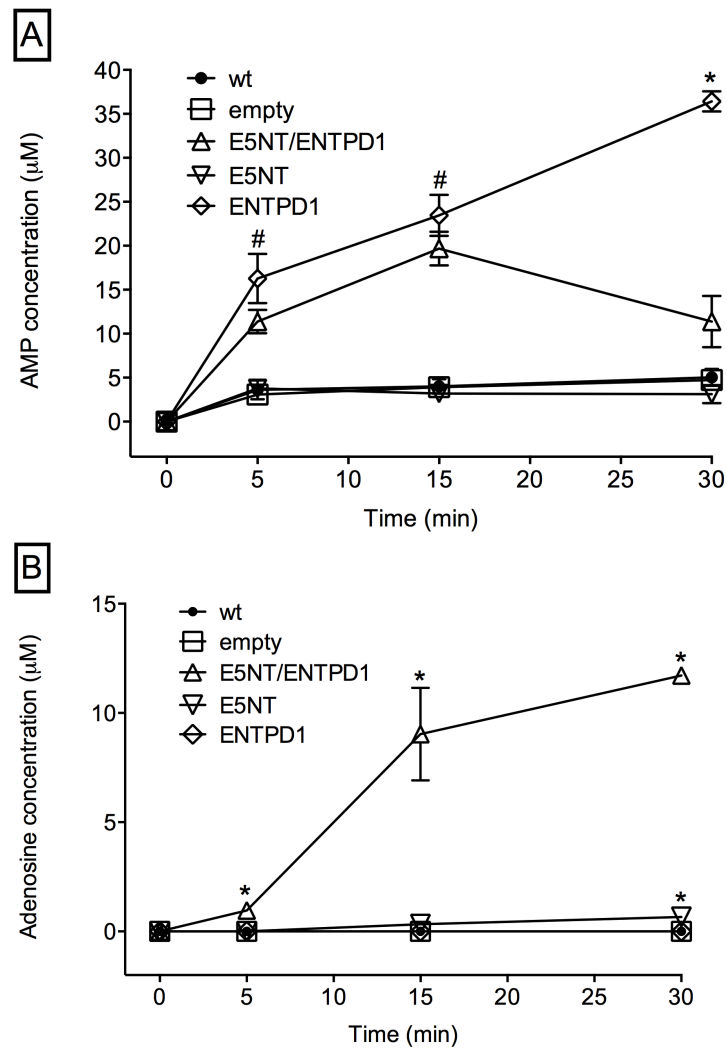 A
40
35
30
25
20
15
10
5
0
AMP concentration (μM)
wt
empty
E5NT/ENTPD1
E5NT
ENTPD1
#
#
*
0 5 10 15 20 25 30
Time (min)
B
15
10
5
0
Adenosine concentration (μM)
wt
empty
E5NT/ENTPD1
E5NT
ENTPD1
*
*
*
*
0 5 15 20 25 30
Time (min)